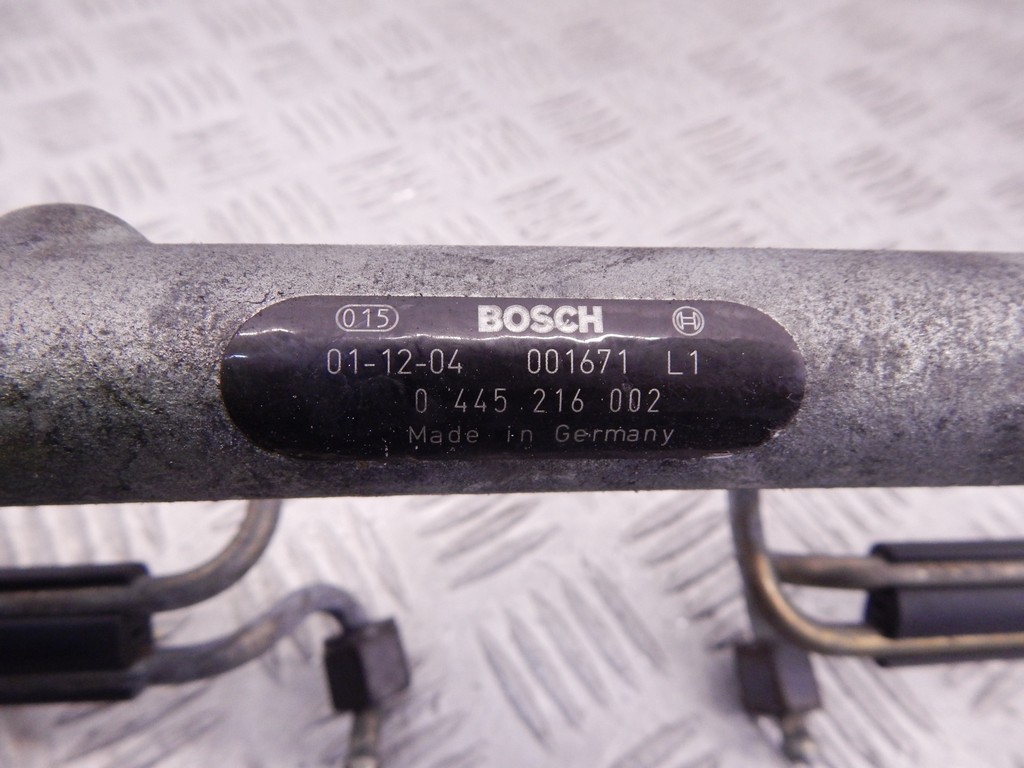 015 BOSCH
01-12-04 001671 L1
0 445 216 002
Made in Germany